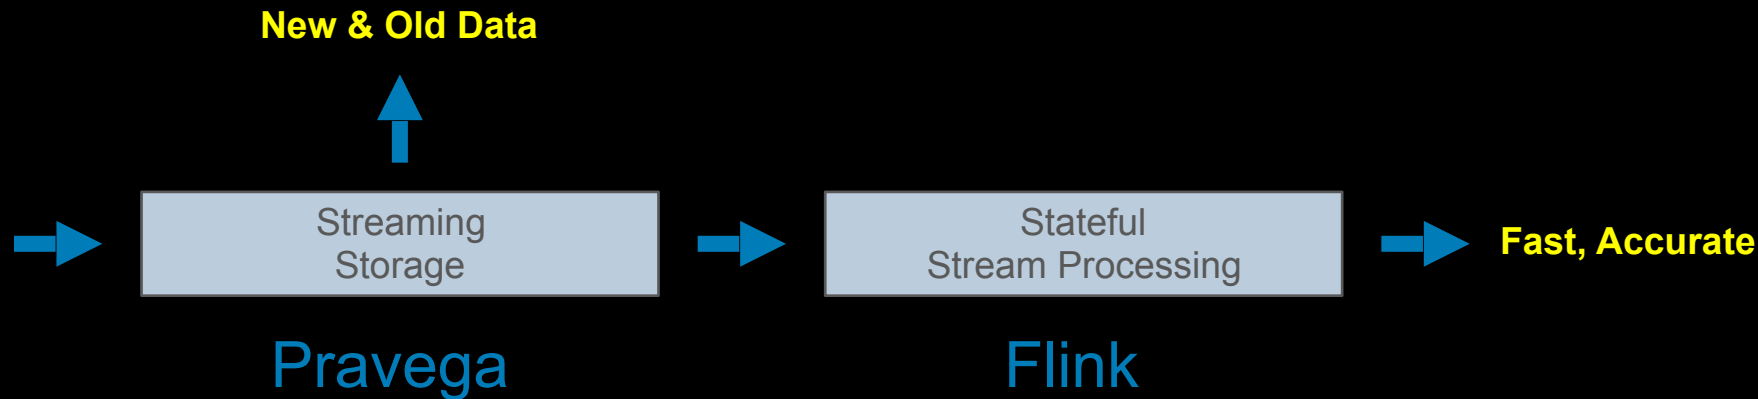 New & Old Data
Streaming
Storage
Stateful
Stream Processing
Fast, Accurate
Pravega
Flink